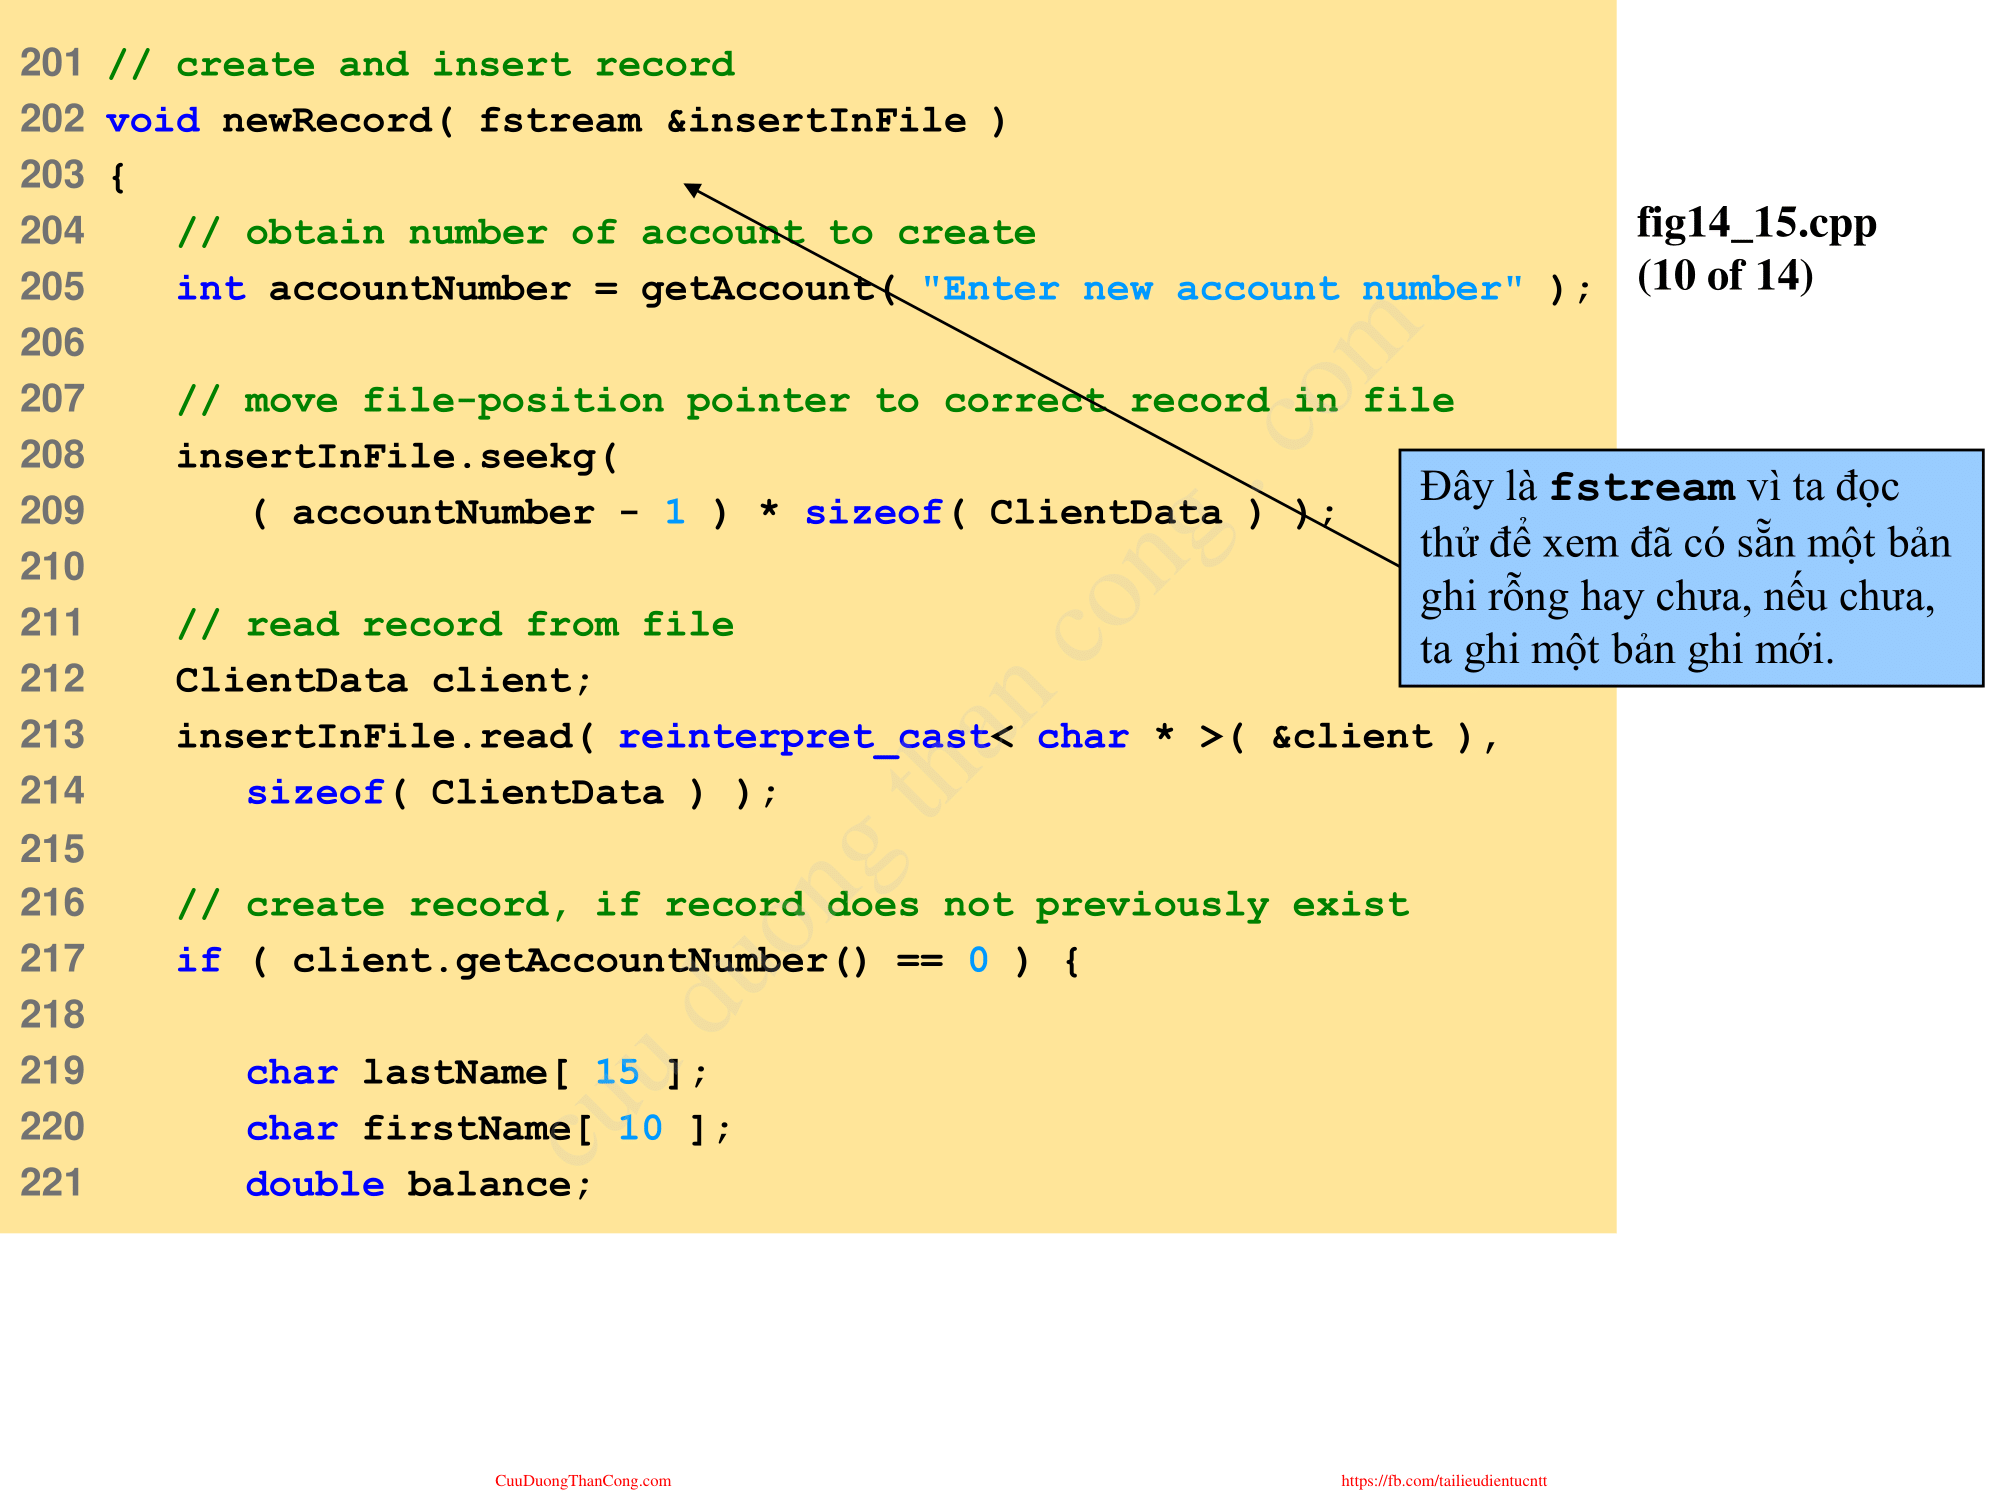 201 // create and insert record
202 void newRecord( fstream &insertInFile )
203 {
204    // obtain number of account to create
205    int accountNumber = getAccount( "Enter new account number" );
206
207    // move file-position pointer to correct record in file
208    insertInFile.seekg(
209       ( accountNumber - 1 ) * sizeof( ClientData ) );
210
211    // read record from file
212    ClientData client;
213    insertInFile.read( reinterpret_cast< char * >( &client ),
214       sizeof( ClientData ) );
215
216    // create record, if record does not previously exist
217    if ( client.getAccountNumber() == 0 ) {
218
219       char lastName[ 15 ];
220       char firstName[ 10 ];
221       double balance;
fig14_15.cpp
(10 of 14)
Đây là fstream vì ta đọc
thử để xem đã có sẵn một bản
ghi rỗng hay chưa, nếu chưa,
ta ghi một bản ghi mới.
cuu duong than cong . com
CuuDuongThanCong.com
https://fb.com/tailieudientucntt